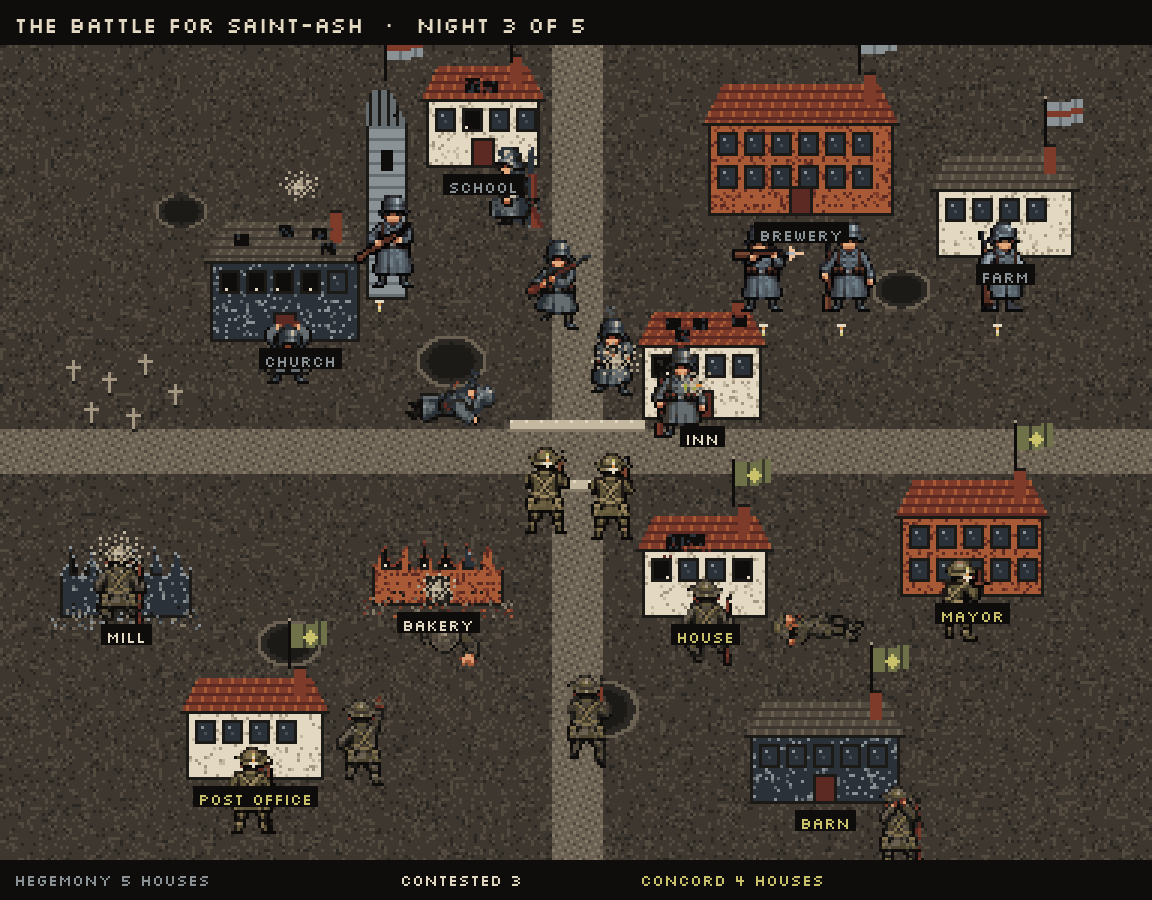 THE BATTLE FOR SAINT-ASH · NIGHT 3 OF 5
SCHOOL
BREWERY
FARM
CHURCH
INN
MILL
BAKERY
HOUSE
MAYOR
POST OFFICE
BARN
HEGEMONY 5 HOUSES
CONTESTED 3
CONCORD 4 HOUSES